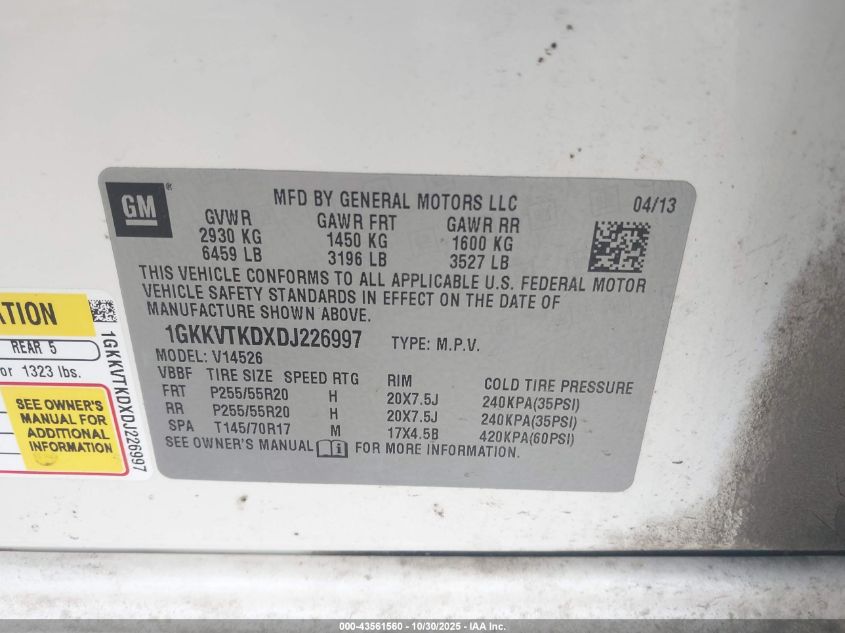 GM
MFD BY GENERAL MOTORS LLC
04/13
GVWR GAWR FRT GAWR RR
2930 KG 1450 KG 1600 KG
6459 LB 3196 LB 3527 LB
THIS VEHICLE CONFORMS TO ALL APPLICABLE U.S. FEDERAL MOTOR
VEHICLE SAFETY STANDARDS IN EFFECT ON THE DATE OF
MANUFACTURE SHOWN ABOVE.
1GKKVTKDXDJ226997 TYPE: M.P.V.
MODEL: V14526
VBBF TIRE SIZE SPEED RTG RIM COLD TIRE PRESSURE
FRT P255/55R20 H 20X7.5J 240KPA(35PSI)
RR P255/55R20 H 20X7.5J 240KPA(35PSI)
SPA T145/70R17 M 17X4.5B 420KPA(60PSI)
SEE OWNER'S MANUAL FOR MORE INFORMATION.
ATION
REAR 5
or 1323 lbs.
SEE OWNER'S
MANUAL FOR
ADDITIONAL
INFORMATION
1GKKVTKDXDJ226997
000-43561560 - 10/30/2025 - IAA Inc.